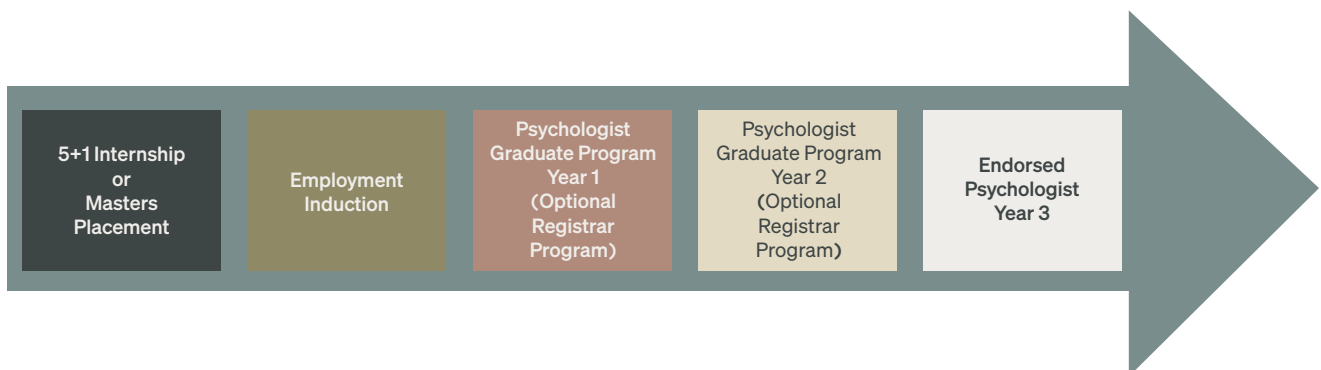 5+1 Internship
or
Masters
Placement
Employment
Induction
Psychologist
Graduate Program
Year 1
(Optional
Registrar
Program)
Psychologist
Graduate Program
Year 2
(Optional
Registrar
Program)
Endorsed
Psychologist
Year 3